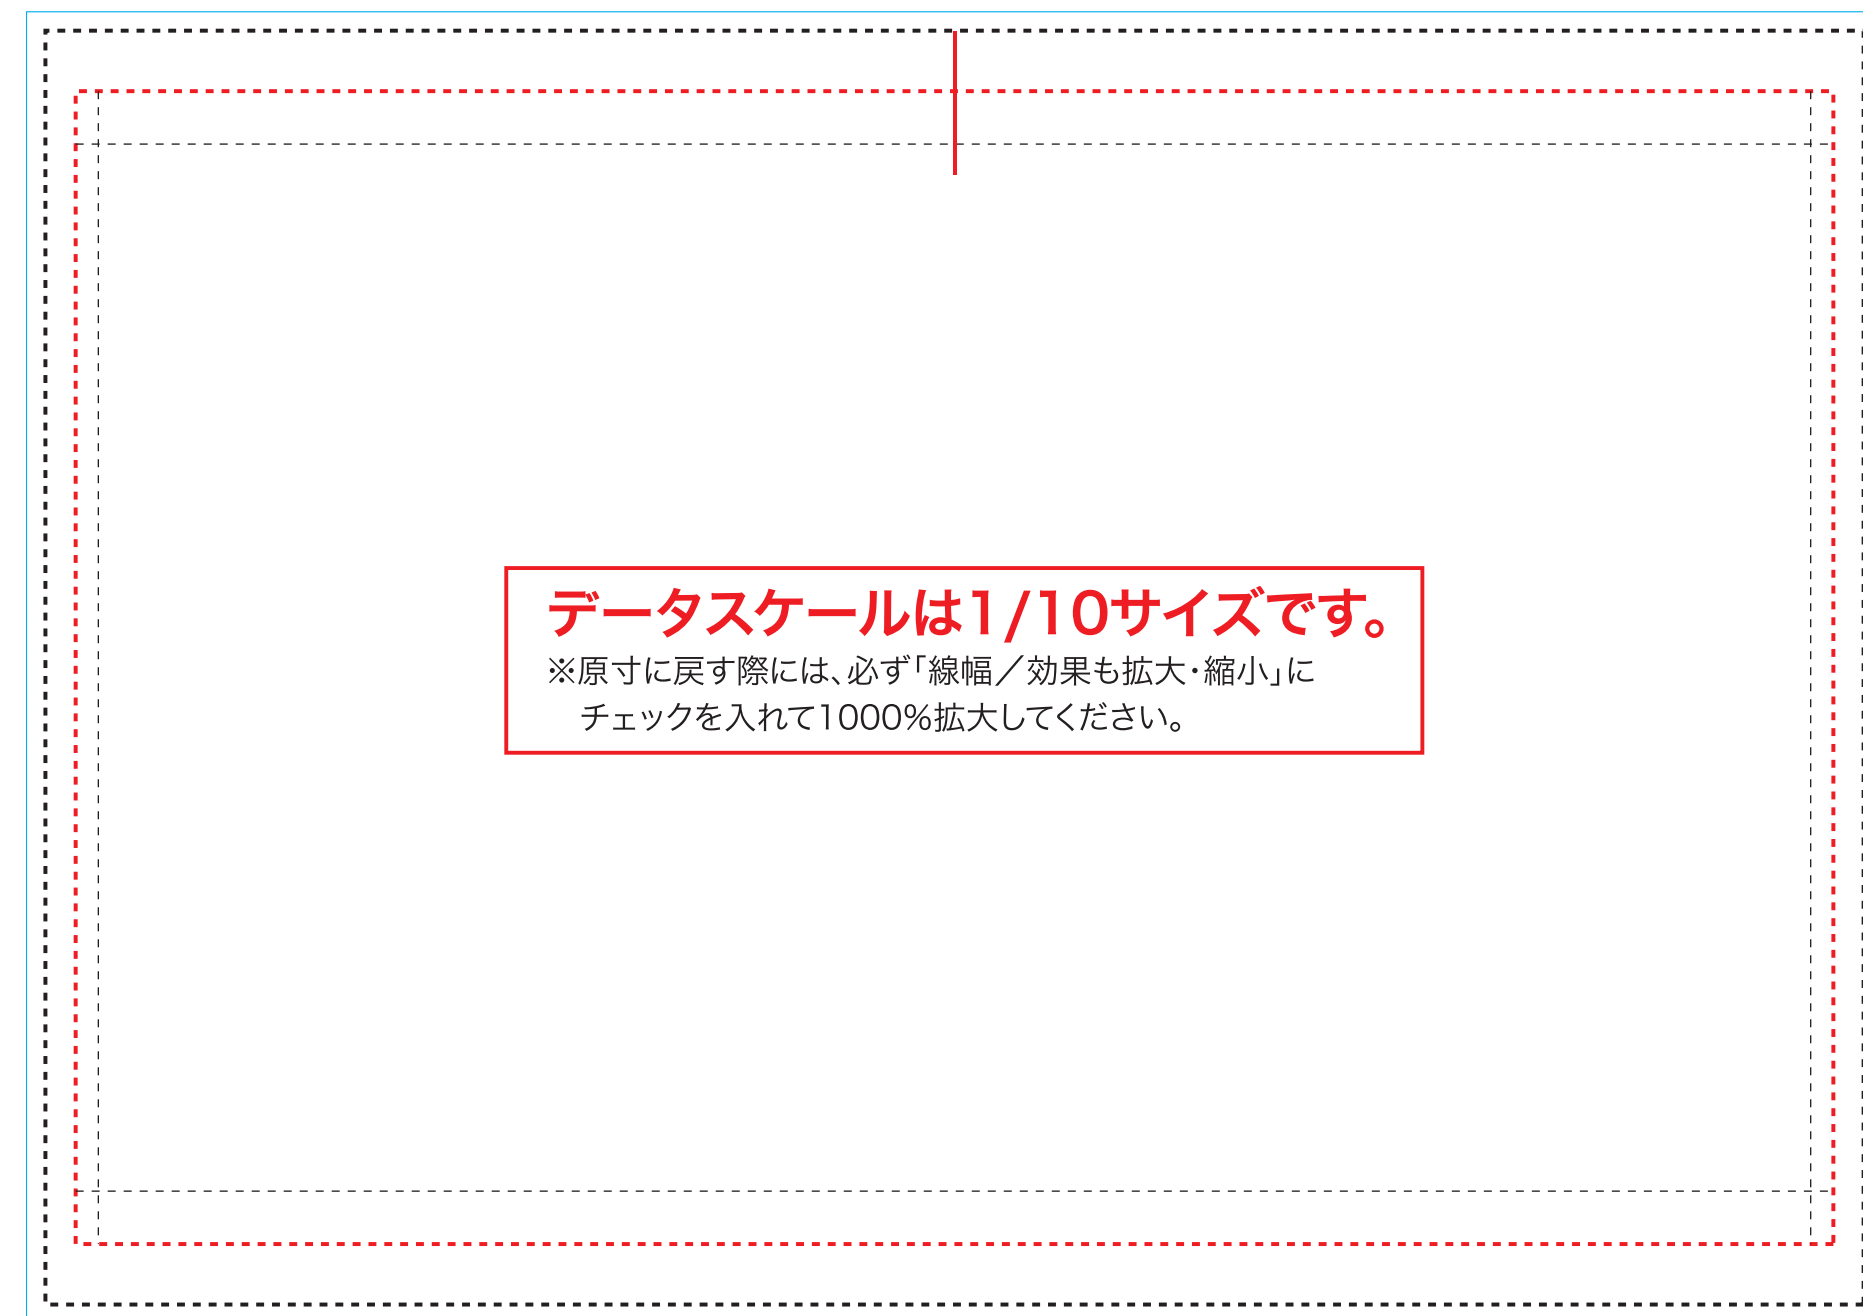 データスケールは1/10サイズです。
※原寸に戻す際には、必ず「線幅／効果も拡大・縮小」に
チェックを入れて1000%拡大してください。